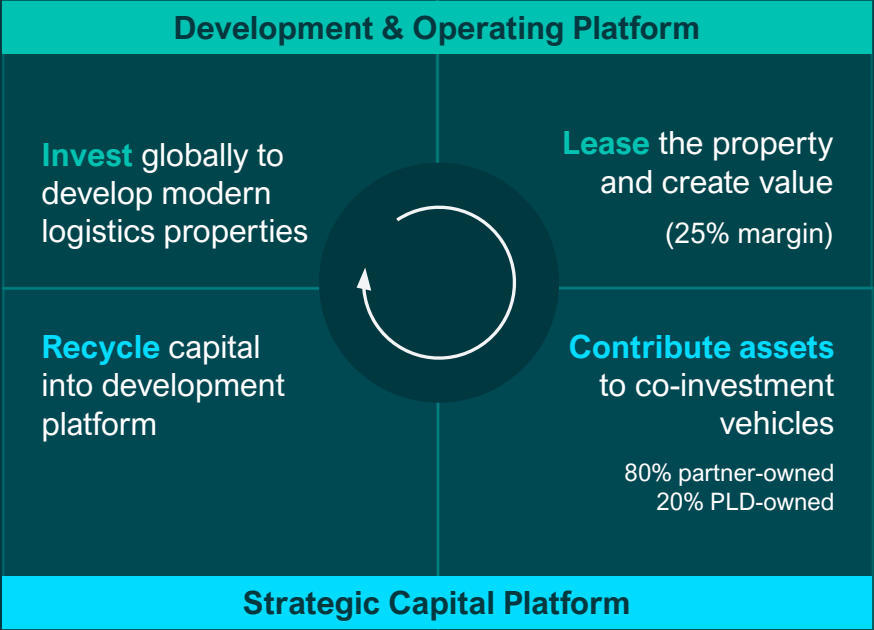 Development & Operating Platform
Invest globally to
develop modern
logistics properties
Lease the property
and create value
(25% margin)
Recycle capital
into development
platform
Contribute assets
to co-investment
vehicles
80% partner-owned
20% PLD-owned
Strategic Capital Platform